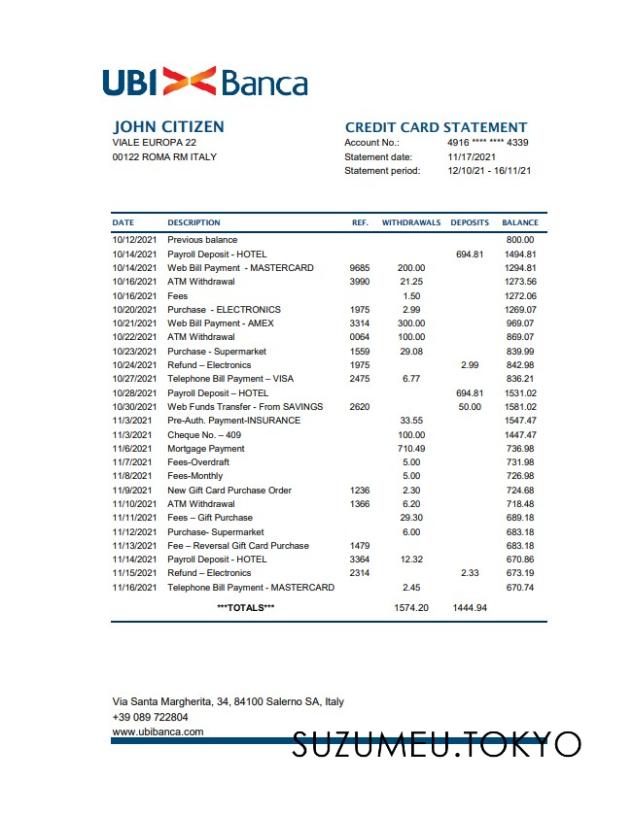 UBI Banca
JOHN CITIZEN
VIALE EUROPA 22
00122 ROMA RM ITALY
CREDIT CARD STATEMENT
Account No.: 4916 **** **** 4339
Statement date: 11/17/2021
Statement period: 12/10/21 - 16/11/21
DATE DESCRIPTION REF. WITHDRAWALS DEPOSITS BALANCE
10/12/2021 Previous balance 800.00
10/14/2021 Payroll Deposit - HOTEL 694.81 1494.81
10/14/2021 Web Bill Payment - MASTERCARD 9685 200.00 1294.81
10/16/2021 ATM Withdrawal 3990 21.25 1273.56
10/16/2021 Fees 1.50 1272.06
10/20/2021 Purchase - ELECTRONICS 1975 2.99 1269.07
10/21/2021 Web Bill Payment - AMEX 3314 300.00 969.07
10/22/2021 ATM Withdrawal 0064 100.00 869.07
10/23/2021 Purchase - Supermarket 1559 29.08 839.99
10/24/2021 Refund – Electronics 1975 2.99 842.98
10/27/2021 Telephone Bill Payment – VISA 2475 6.77 836.21
10/28/2021 Payroll Deposit – HOTEL 694.81 1531.02
10/30/2021 Web Funds Transfer - From SAVINGS 2620 50.00 1581.02
11/3/2021 Pre-Auth. Payment-INSURANCE 33.55 1547.47
11/3/2021 Cheque No. – 409 100.00 1447.47
11/6/2021 Mortgage Payment 710.49 736.98
11/7/2021 Fees-Overdraft 5.00 731.98
11/8/2021 Fees-Monthly 5.00 726.98
11/9/2021 New Gift Card Purchase Order 1236 2.30 724.68
11/10/2021 ATM Withdrawal 1366 6.20 718.48
11/11/2021 Fees – Gift Purchase 29.30 689.18
11/12/2021 Purchase- Supermarket 6.00 683.18
11/13/2021 Fee – Reversal Gift Card Purchase 1479 683.18
11/14/2021 Payroll Deposit - HOTEL 3364 12.32 670.86
11/15/2021 Refund – Electronics 2314 2.33 673.19
11/16/2021 Telephone Bill Payment - MASTERCARD 2.45 670.74
***TOTALS*** 1574.20 1444.94
Via Santa Margherita, 34, 84100 Salerno SA, Italy
+39 089 722804
www.ubibanca.com
SUZUMEU.TOKYO